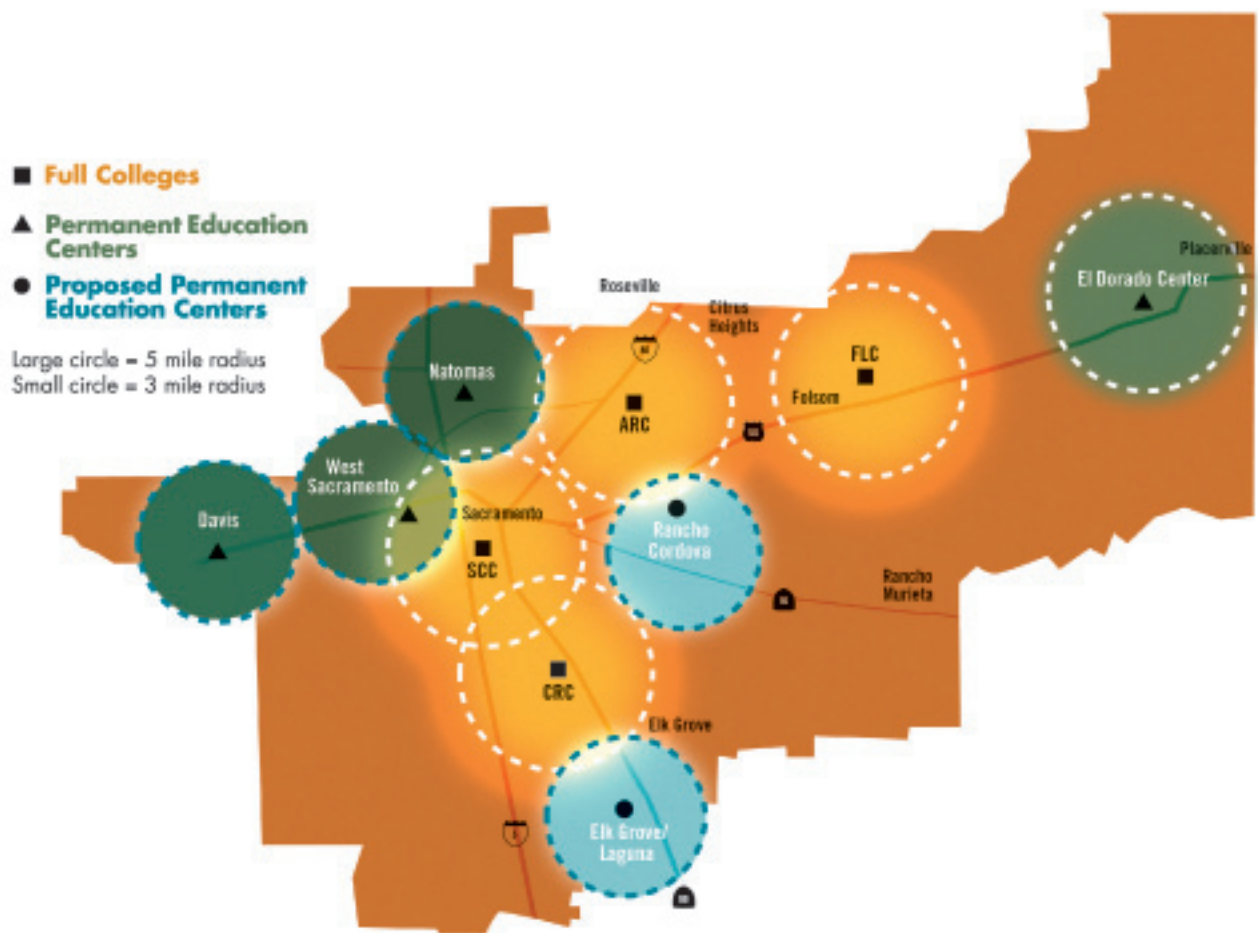 Full Colleges
Permanent Education
Centers
Proposed Permanent
Education Centers
Large circle = 5 mile radius
Small circle = 3 mile radius
Placerville
El Dorado Center
Roseville
Citrus
Heights
FLC
Natomas
Folsom
ARC
West
Sacramento
Davis
Sacramento
Rancho
Cordova
SCC
Rancho
Murieta
CRC
Elk Grove
Elk Grove/
Laguna